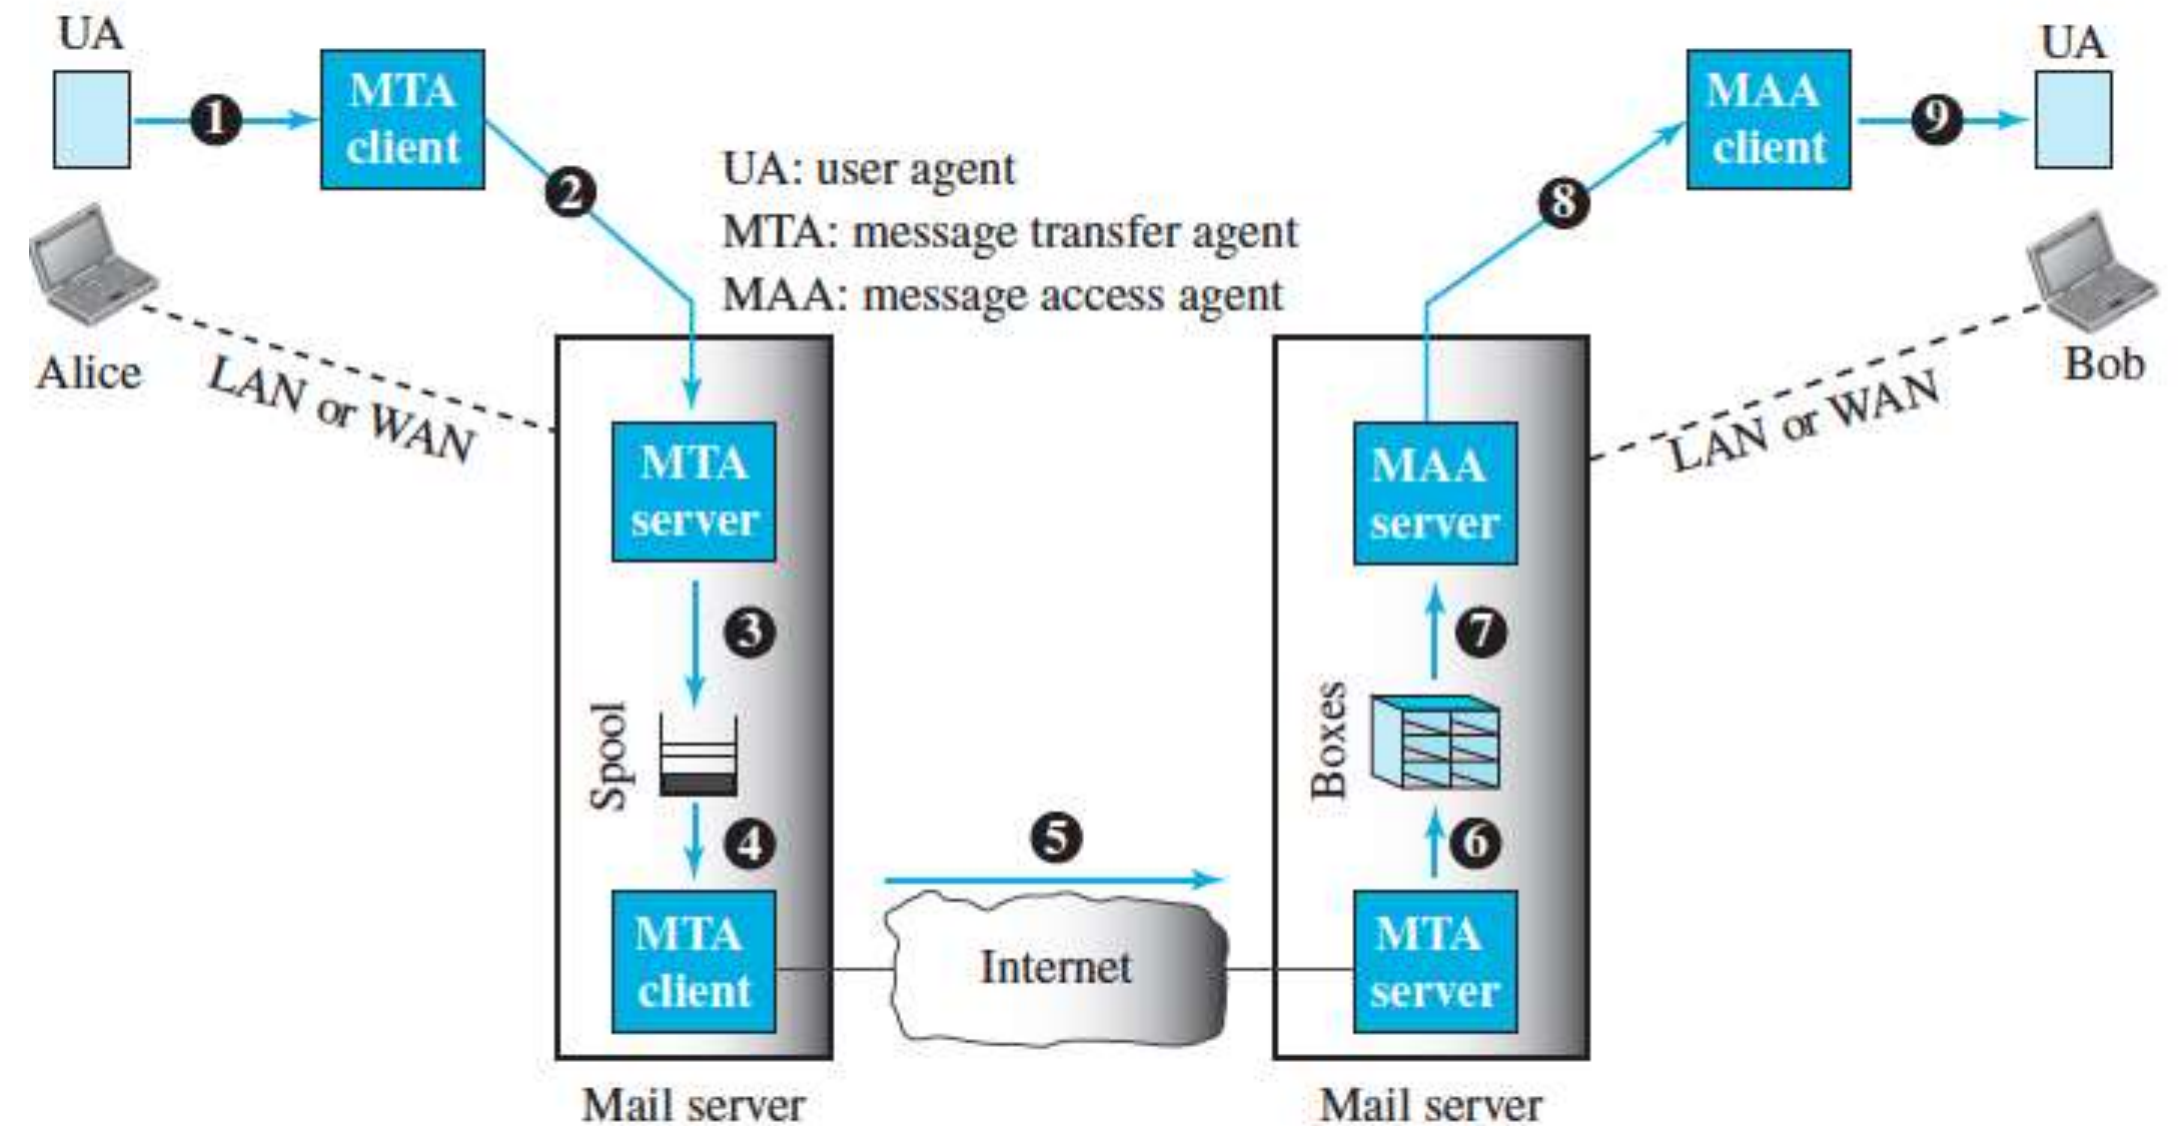 UA
UA
1
MTA
client
MAA
client
9
2
UA: user agent
MTA: message transfer agent
MAA: message access agent
8
Alice
LAN or WAN
Bob
LAN or WAN
MTA
server
MAA
server
3
7
Spool
Boxes
4
5
6
MTA
client
Internet
MTA
server
Mail server
Mail server